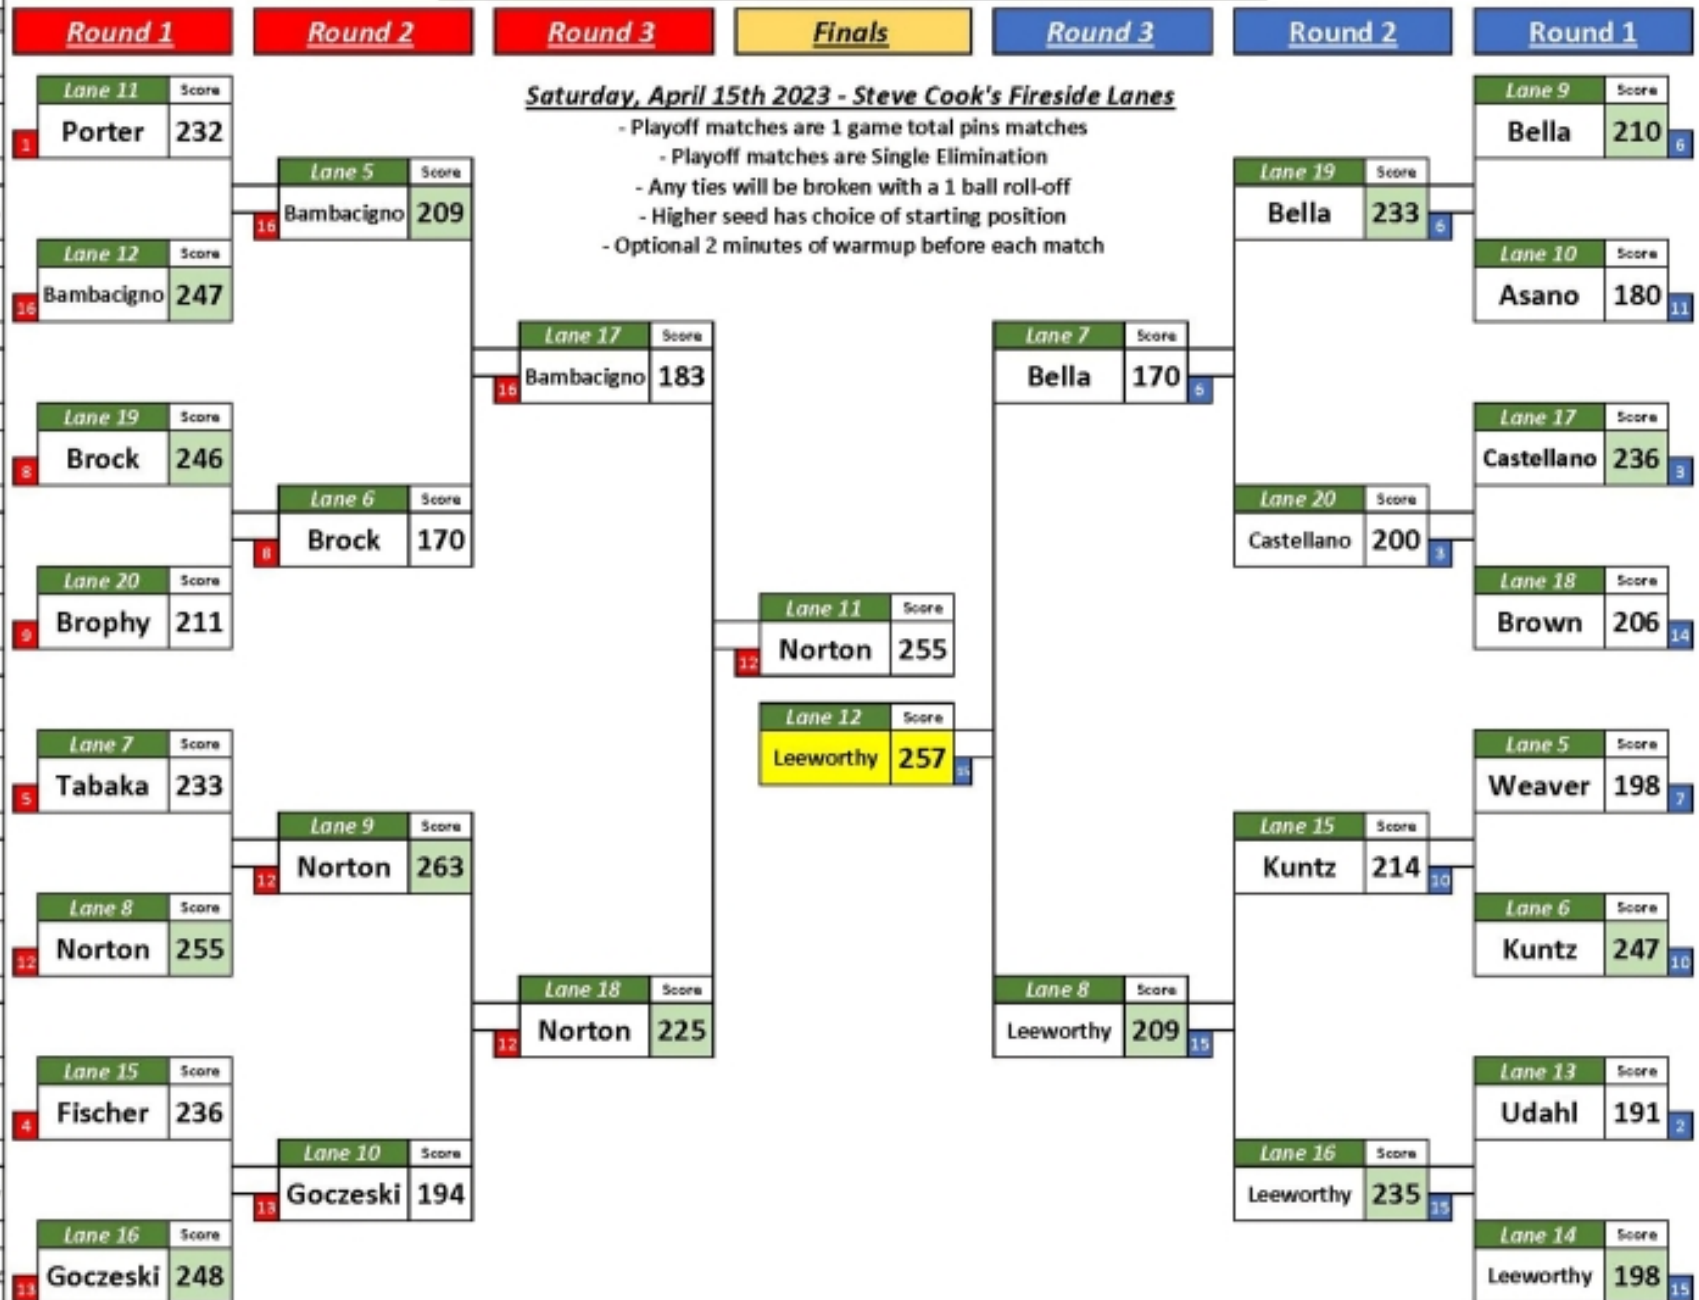 Round 1
Round 2
Round 3
Finals
Round 3
Round 2
Round 1
Saturday, April 15th 2023 - Steve Cook's Fireside Lanes
- Playoff matches are 1 game total pins matches
- Playoff matches are Single Elimination
- Any ties will be broken with a 1 ball roll-off
- Higher seed has choice of starting position
- Optional 2 minutes of warmup before each match
Lane 11 Score
1 Porter 232
Lane 12 Score
16 Bambacigno 247
Lane 19 Score
8 Brock 246
Lane 20 Score
9 Brophy 211
Lane 7 Score
5 Tabaka 233
Lane 8 Score
12 Norton 255
Lane 15 Score
4 Fischer 236
Lane 16 Score
13 Goczeski 248
Lane 5 Score
16 Bambacigno 209
Lane 6 Score
8 Brock 170
Lane 9 Score
12 Norton 263
Lane 10 Score
13 Goczeski 194
Lane 17 Score
16 Bambacigno 183
Lane 18 Score
12 Norton 225
Lane 11 Score
12 Norton 255
Lane 12 Score
Leeworthy 257 15
Lane 7 Score
Bella 170 6
Lane 8 Score
Leeworthy 209 15
Lane 19 Score
Bella 233 6
Lane 20 Score
Castellano 200 3
Lane 15 Score
Kuntz 214 10
Lane 16 Score
Leeworthy 235 15
Lane 9 Score
Bella 210 6
Lane 10 Score
Asano 180 11
Lane 17 Score
Castellano 236 3
Lane 18 Score
Brown 206 14
Lane 5 Score
Weaver 198 7
Lane 6 Score
Kuntz 247 10
Lane 13 Score
Udahl 191 2
Lane 14 Score
Leeworthy 198 15